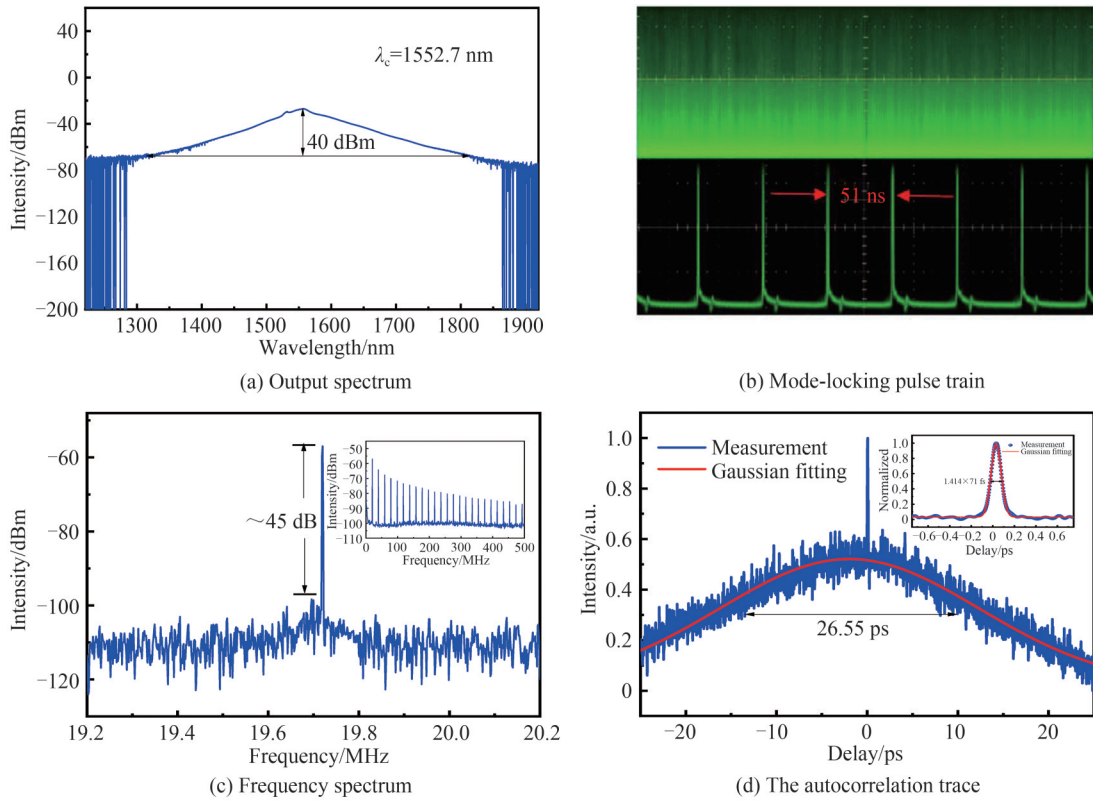 40
0
−40
−80
−120
−160
−200
Intensity/dBm
λc=1552.7 nm
40 dBm
1300 1400 1500 1600 1700 1800 1900
Wavelength/nm
(a) Output spectrum
51 ns
(b) Mode-locking pulse train
−60
−80
−100
−120
Intensity/dBm
~45 dB
−50
−60
−70
−80
−90
−100
−110
Intensity/dBm
0 100 200 300 400 500
Frequency/MHz
19.2 19.4 19.6 19.8 20.0 20.2
Frequency/MHz
(c) Frequency spectrum
1.0
0.8
0.6
0.4
0.2
0
Intensity/a.u.
Measurement
Gaussian fitting
26.55 ps
1.0
0.8
0.6
0.4
0.2
0
Normalized
Measurement
Gaussian fitting
1.414×71 fs
−0.6 −0.4 −0.2 0 0.2 0.4 0.6
Delay/ps
−20 −10 0 10 20
Delay/ps
(d) The autocorrelation trace